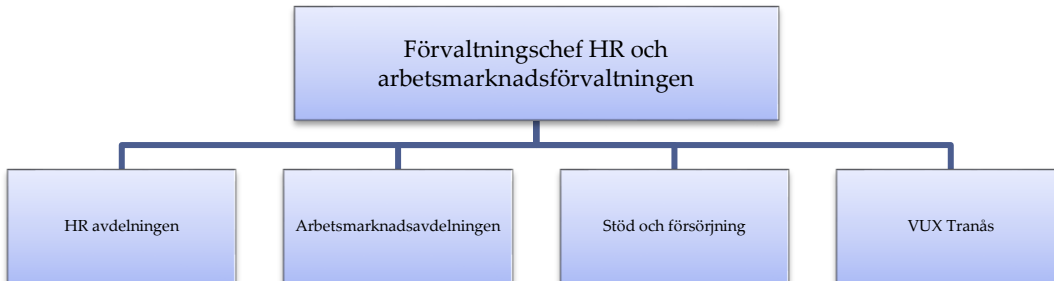 Förvaltningschef HR och
arbetsmarknadsförvaltningen
HR avdelningen
Arbetsmarknadsavdelningen
Stöd och försörjning
VUX Tranås